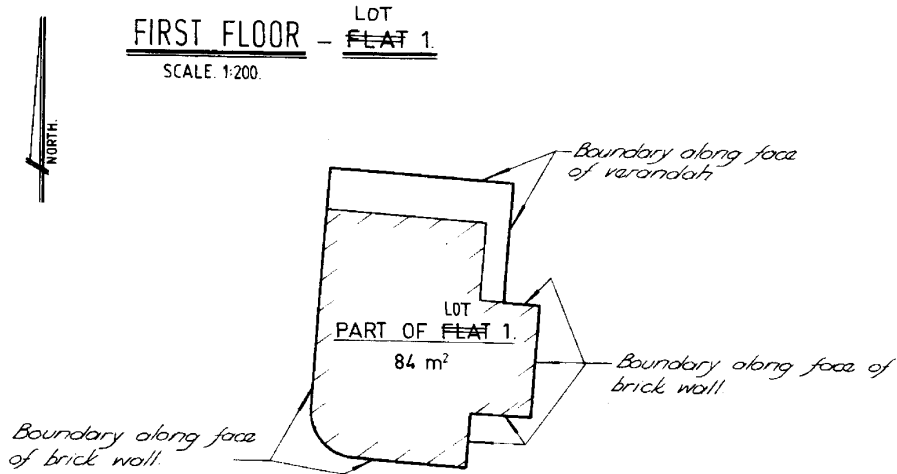 LOT
FIRST FLOOR - FLAT 1.
SCALE. 1:200.
NORTH.
Boundary along face
of verandah
LOT
PART OF FLAT 1.
84 m²
Boundary along face of
brick wall
Boundary along face
of brick wall.